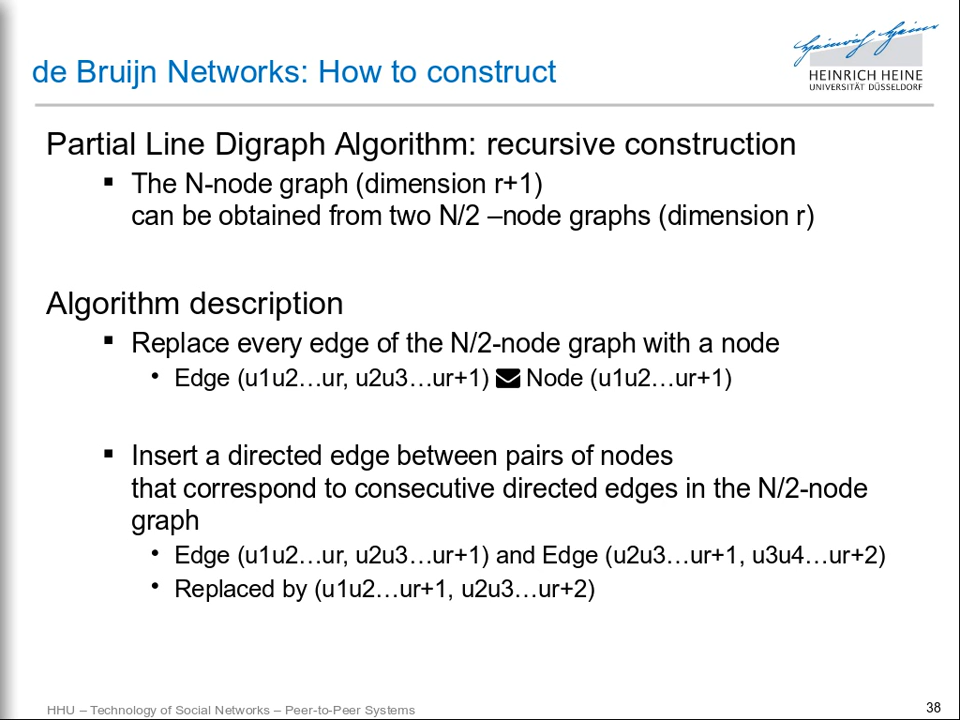 de Bruijn Networks: How to construct
Heinrich Heine
HEINRICH HEINE
UNIVERSITÄT DÜSSELDORF
Partial Line Digraph Algorithm: recursive construction
▪ The N-node graph (dimension r+1)
can be obtained from two N/2 –node graphs (dimension r)
Algorithm description
▪ Replace every edge of the N/2-node graph with a node
• Edge (u1u2…ur, u2u3…ur+1) ✉ Node (u1u2…ur+1)
▪ Insert a directed edge between pairs of nodes
that correspond to consecutive directed edges in the N/2-node
graph
• Edge (u1u2…ur, u2u3…ur+1) and Edge (u2u3…ur+1, u3u4…ur+2)
• Replaced by (u1u2…ur+1, u2u3…ur+2)
HHU – Technology of Social Networks – Peer-to-Peer Systems
38